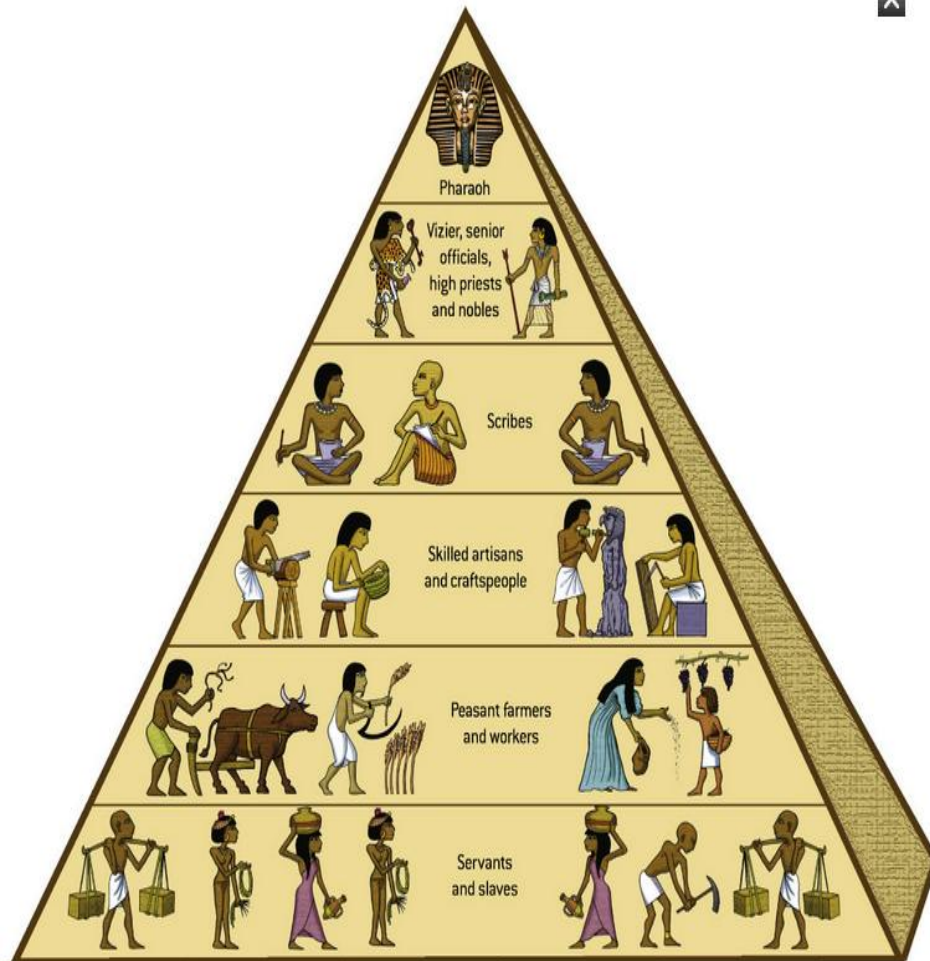 Pharaoh
Vizier, senior
officials,
high priests
and nobles
Scribes
Skilled artisans
and craftspeople
Peasant farmers
and workers
Servants
and slaves